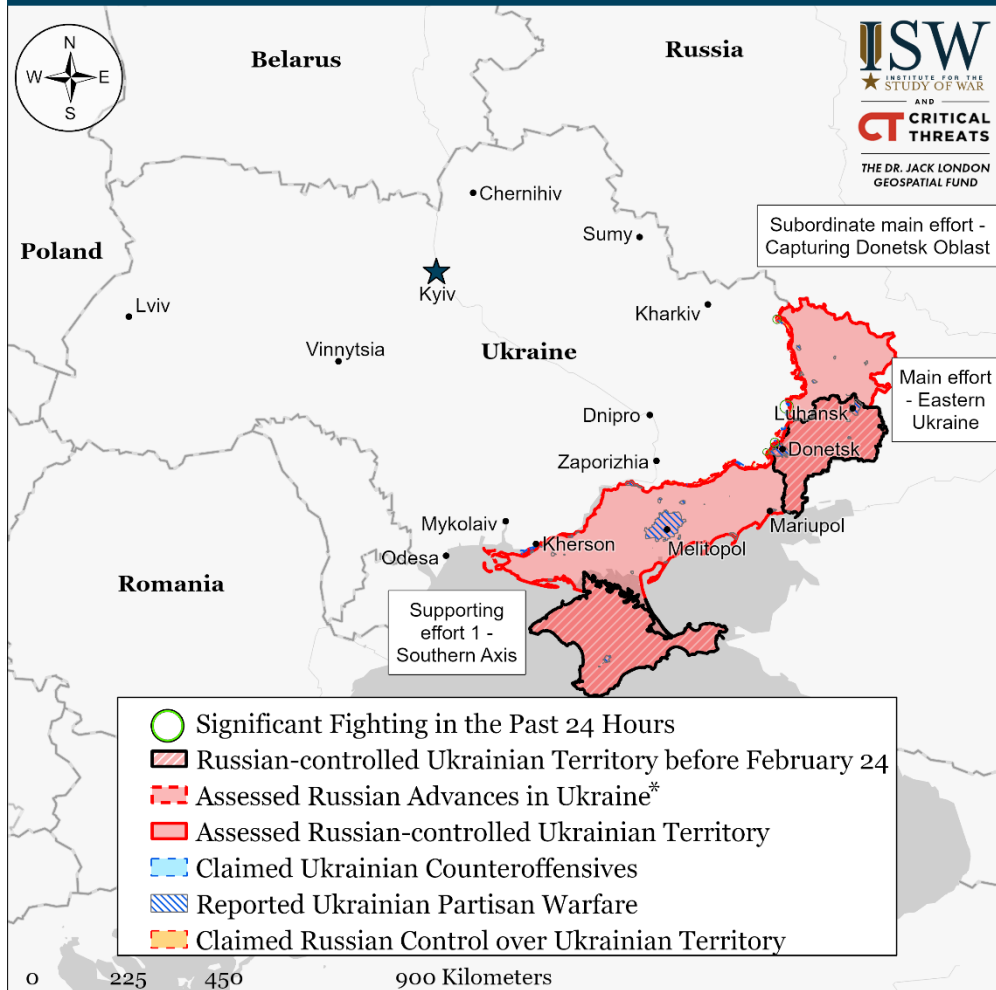 N
W
E
S
Belarus
Russia
ISW
INSTITUTE FOR THE
STUDY OF WAR
AND
CT CRITICAL
THREATS
THE DR. JACK LONDON
GEOSPATIAL FUND
Chernihiv
Subordinate main effort -
Capturing Donetsk Oblast
Sumy
Poland
Kyiv
Lviv
Kharkiv
Vinnytsia
Ukraine
Main effort
- Eastern
Ukraine
Luhansk
Dnipro
Donetsk
Zaporizhia
Mariupol
Mykolaiv
Kherson
Melitopol
Odesa
Romania
Supporting
effort 1 -
Southern Axis
Significant Fighting in the Past 24 Hours
Russian-controlled Ukrainian Territory before February 24
Assessed Russian Advances in Ukraine*
Assessed Russian-controlled Ukrainian Territory
Claimed Ukrainian Counteroffensives
Reported Ukrainian Partisan Warfare
Claimed Russian Control over Ukrainian Territory
0 225 450 900 Kilometers